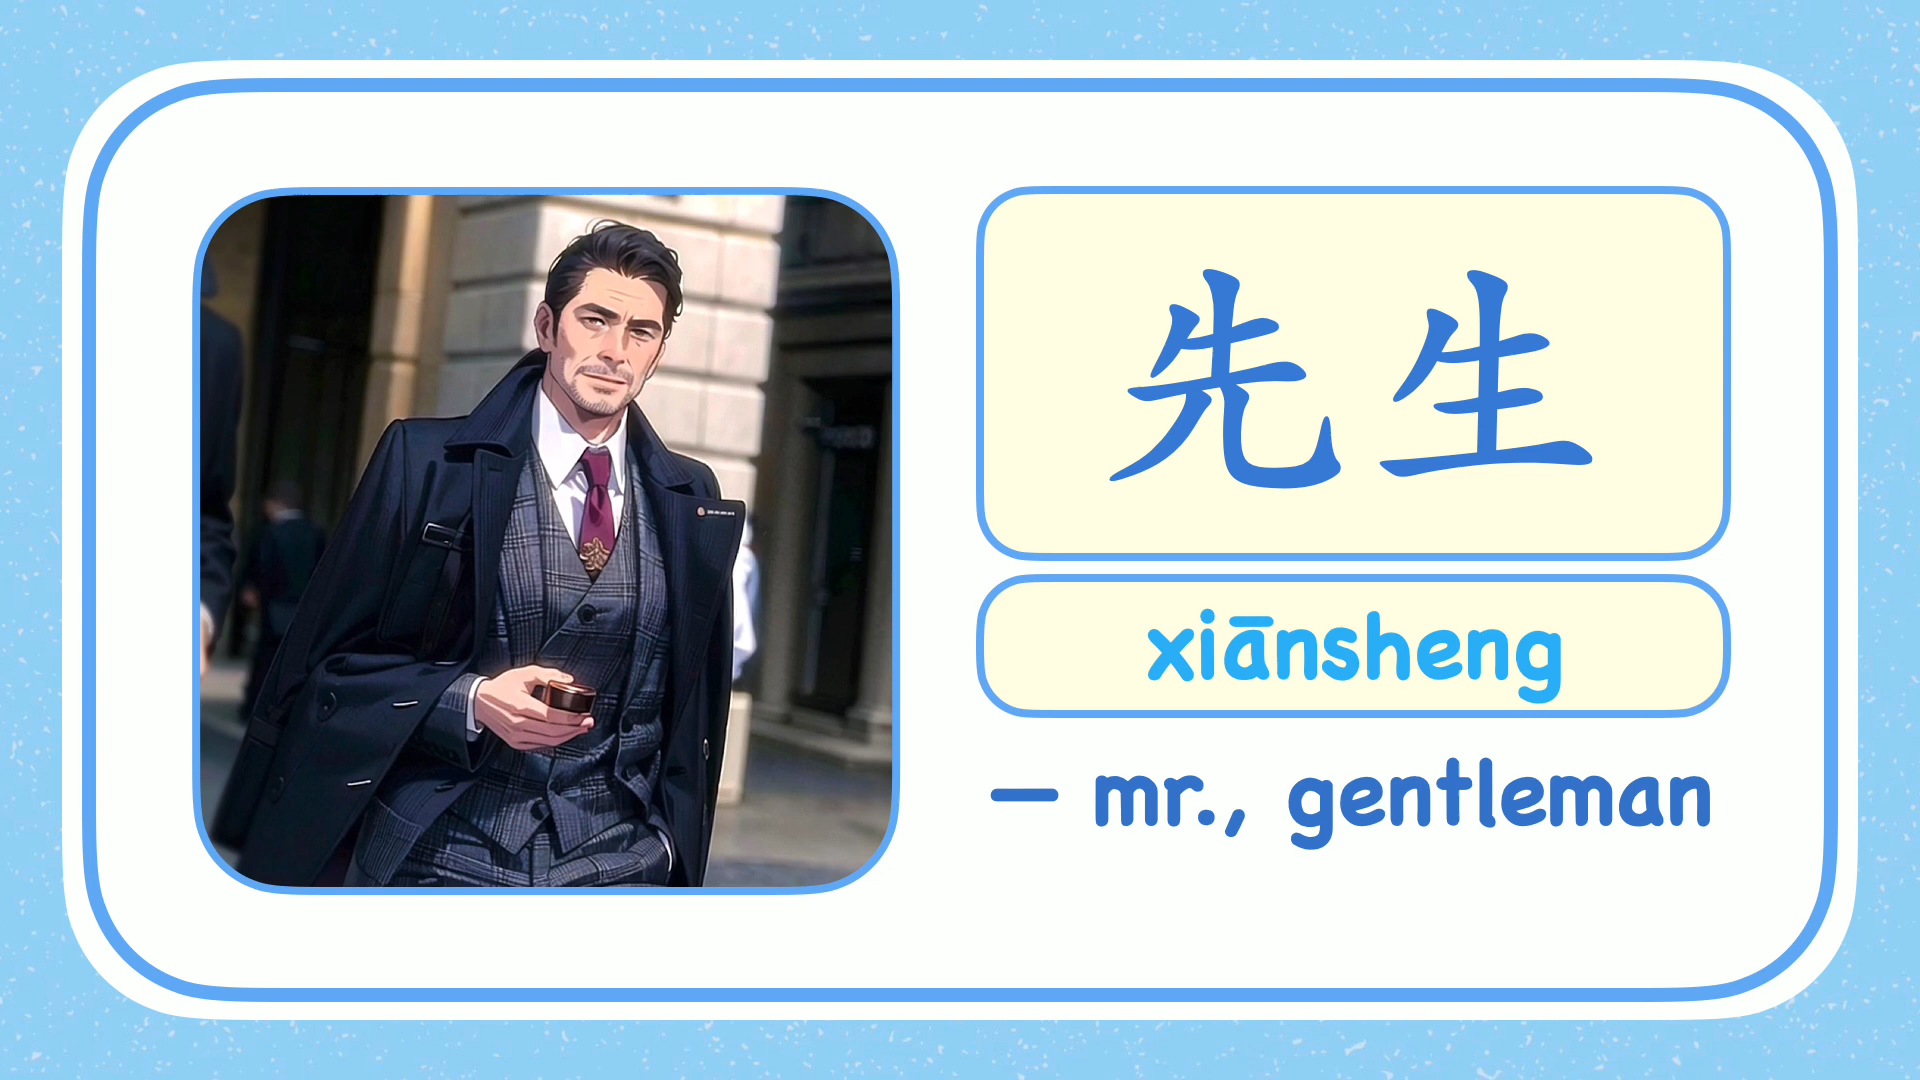 先生
xiānsheng
— mr., gentleman